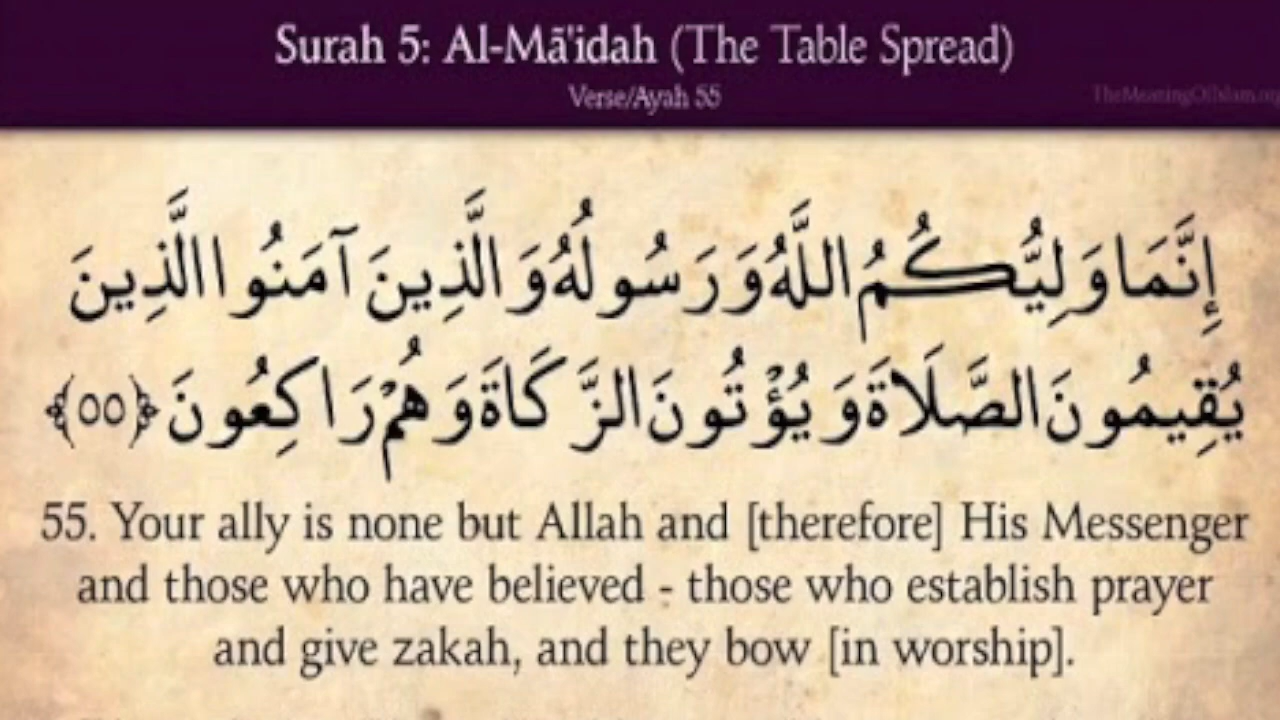 Surah 5: Al-Mā'idah (The Table Spread)
Verse/Ayah 55
TheMeaningOfIslam.org
إِنَّمَا وَلِيُّكُمُ اللَّهُ وَرَسُولُهُ وَالَّذِينَ آمَنُوا الَّذِينَ
يُقِيمُونَ الصَّلَاةَ وَيُؤْتُونَ الزَّكَاةَ وَهُمْ رَاكِعُونَ ﴿٥٥﴾
55. Your ally is none but Allah and [therefore] His Messenger
and those who have believed - those who establish prayer
and give zakah, and they bow [in worship].